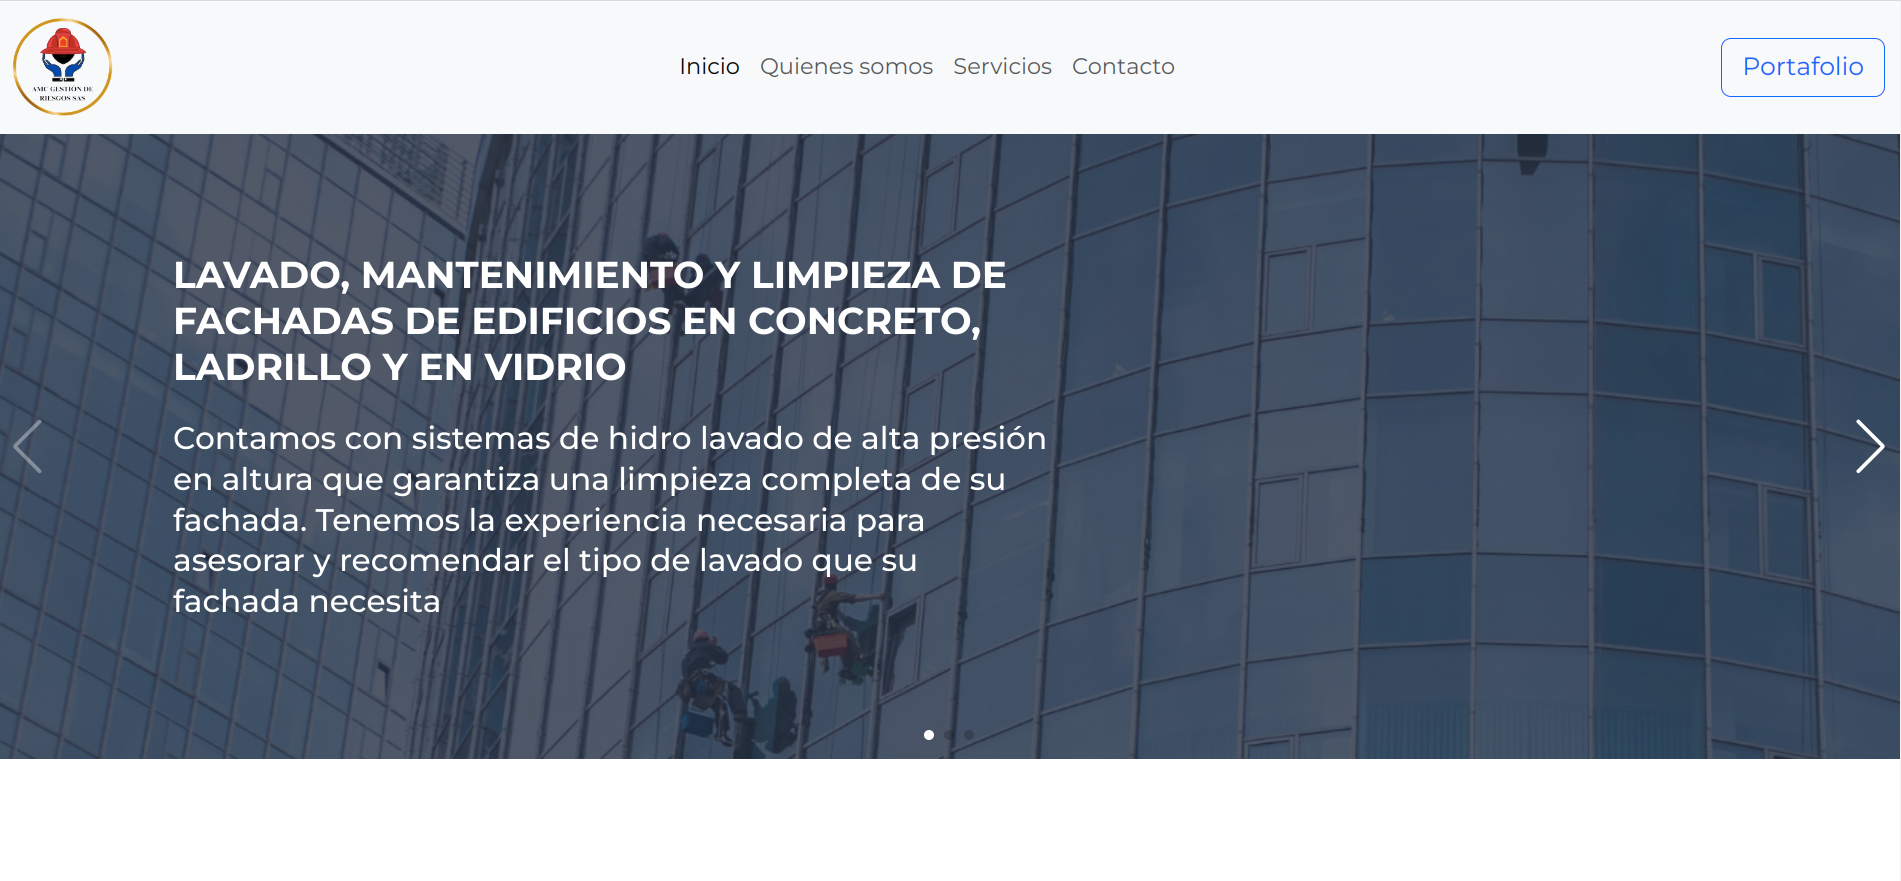 AMC GESTIÓN DE
RIESGOS SAS
Inicio Quienes somos Servicios Contacto
Portafolio
LAVADO, MANTENIMIENTO Y LIMPIEZA DE
FACHADAS DE EDIFICIOS EN CONCRETO,
LADRILLO Y EN VIDRIO
Contamos con sistemas de hidro lavado de alta presión
en altura que garantiza una limpieza completa de su
fachada. Tenemos la experiencia necesaria para
asesorar y recomendar el tipo de lavado que su
fachada necesita